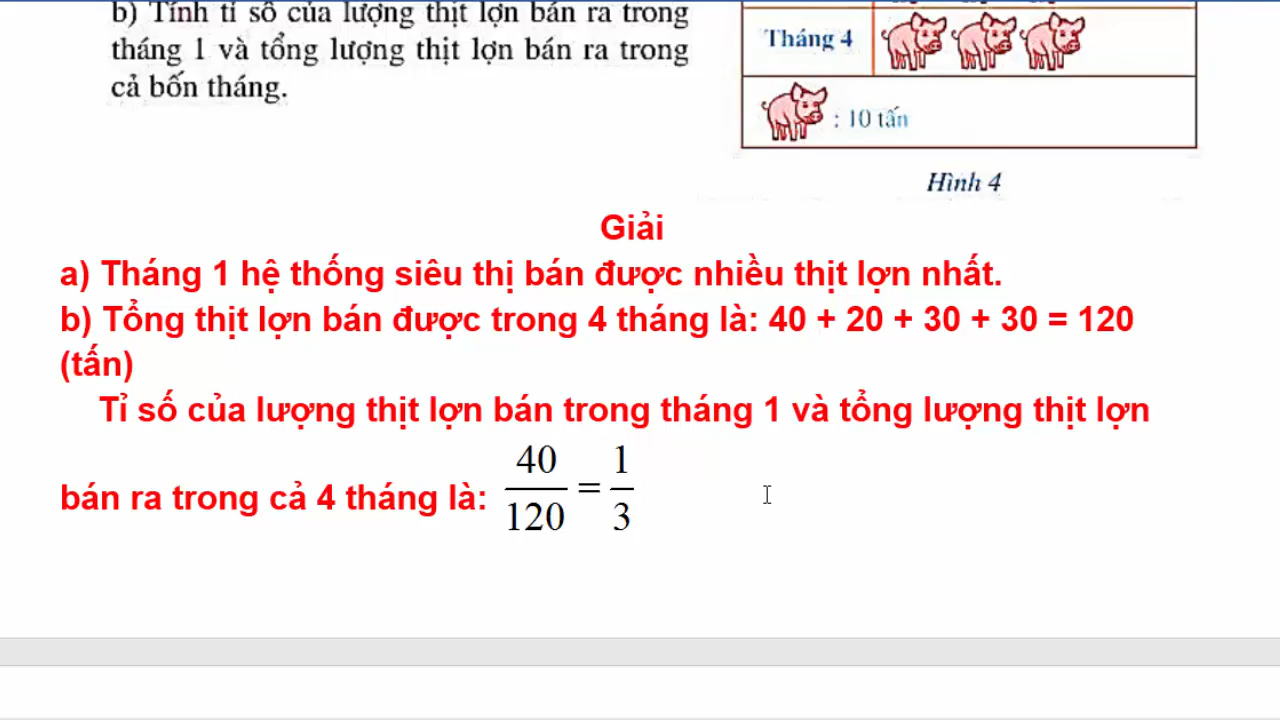 b) Tính tỉ số của lượng thịt lợn bán ra trong
tháng 1 và tổng lượng thịt lợn bán ra trong
cả bốn tháng.
Tháng 4
: 10 tấn
Hình 4
Giải
a) Tháng 1 hệ thống siêu thị bán được nhiều thịt lợn nhất.
b) Tổng thịt lợn bán được trong 4 tháng là: 40 + 20 + 30 + 30 = 120
(tấn)
Tỉ số của lượng thịt lợn bán trong tháng 1 và tổng lượng thịt lợn
bán ra trong cả 4 tháng là: 40/120 = 1/3